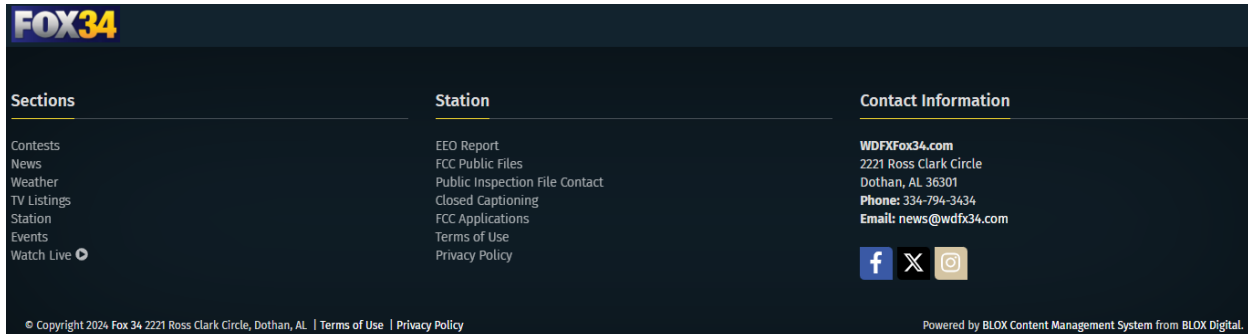 FOX34
Sections
Contests
News
Weather
TV Listings
Station
Events
Watch Live
Station
EEO Report
FCC Public Files
Public Inspection File Contact
Closed Captioning
FCC Applications
Terms of Use
Privacy Policy
Contact Information
WDFXFox34.com
2221 Ross Clark Circle
Dothan, AL 36301
Phone: 334-794-3434
Email: news@wdfx34.com
© Copyright 2024 Fox 34 2221 Ross Clark Circle, Dothan, AL | Terms of Use | Privacy Policy
Powered by BLOX Content Management System from BLOX Digital.